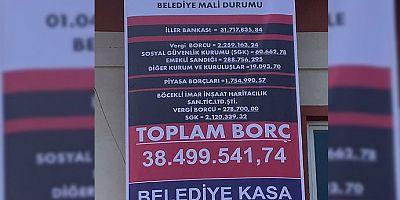 BELEDİYE MALİ DURUMU
İLLER BANKASI = 31.717.835,84
Vergi BORCU = 2.259.163,24
SOSYAL GÜVENLİK KURUMU (SGK) = 60.662,78
EMEKLİ SANDIĞI = 288.756,295
DİĞER KURUM VE KURULUŞLAR =19.093,70
PİYASA BORÇLARI = 1.754.990,57
BÖCEKLİ İMAR İNŞAAT HARİTACILIK
SAN.TİC.LTD.ŞTİ.
VERGİ BORCU = 278.700,00
SGK = 2.120.339,32
TOPLAM BORÇ
38.499.541,74
BELEDİYE KASA